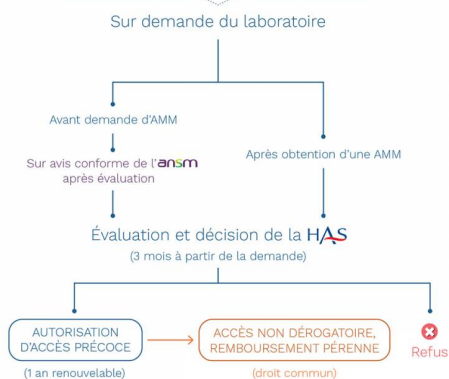 Sur demande du laboratoire
Avant demande d'AMM
Sur avis conforme de l'ansm
après évaluation
Après obtention d'une AMM
Évaluation et décision de la HAS
(3 mois à partir de la demande)
AUTORISATION
D'ACCÈS PRÉCOCE
(1 an renouvelable)
ACCÈS NON DÉROGATOIRE,
REMBOURSEMENT PÉRENNE
(droit commun)
Refus